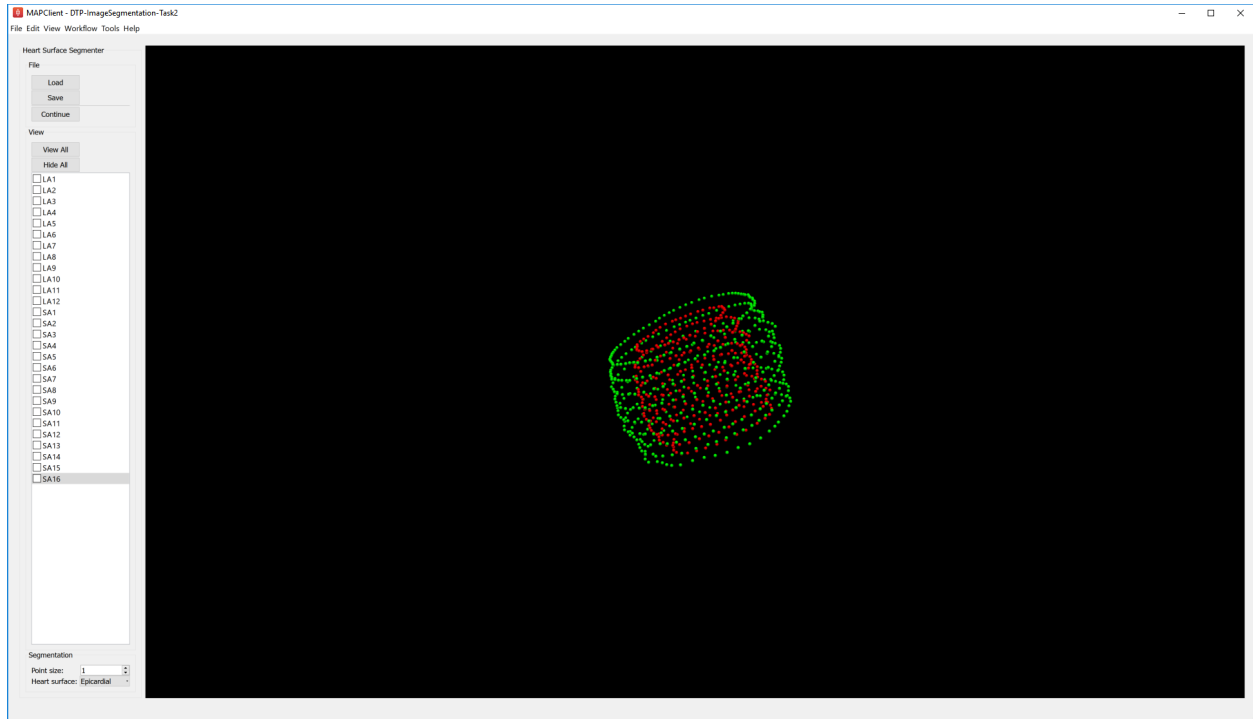 MAPClient - DTP-ImageSegmentation-Task2
File Edit View Workflow Tools Help
Heart Surface Segmenter
File
Load
Save
Continue
View
View All
Hide All
LA1
LA2
LA3
LA4
LA5
LA6
LA7
LA8
LA9
LA10
LA11
LA12
SA1
SA2
SA3
SA4
SA5
SA6
SA7
SA8
SA9
SA10
SA11
SA12
SA13
SA14
SA15
SA16
Segmentation
Point size: 1
Heart surface: Epicardial